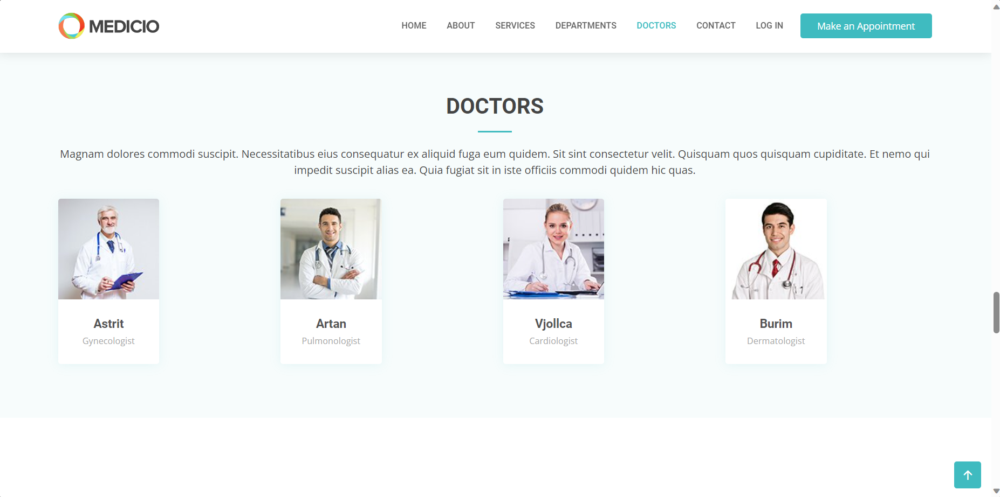 MEDICIO
HOME ABOUT SERVICES DEPARTMENTS DOCTORS CONTACT LOG IN Make an Appointment
DOCTORS
Magnam dolores commodi suscipit. Necessitatibus eius consequatur ex aliquid fuga eum quidem. Sit sint consectetur velit. Quisquam quos quisquam cupiditate. Et nemo qui
impedit suscipit alias ea. Quia fugiat sit in iste officiis commodi quidem hic quas.
Astrit
Gynecologist
Artan
Pulmonologist
Vjollca
Cardiologist
Burim
Dermatologist